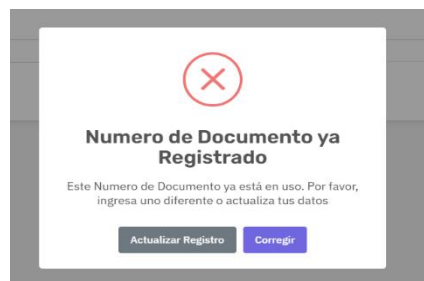 Numero de Documento ya
Registrado
Este Numero de Documento ya está en uso. Por favor,
ingresa uno diferente o actualiza tus datos
Actualizar Registro Corregir